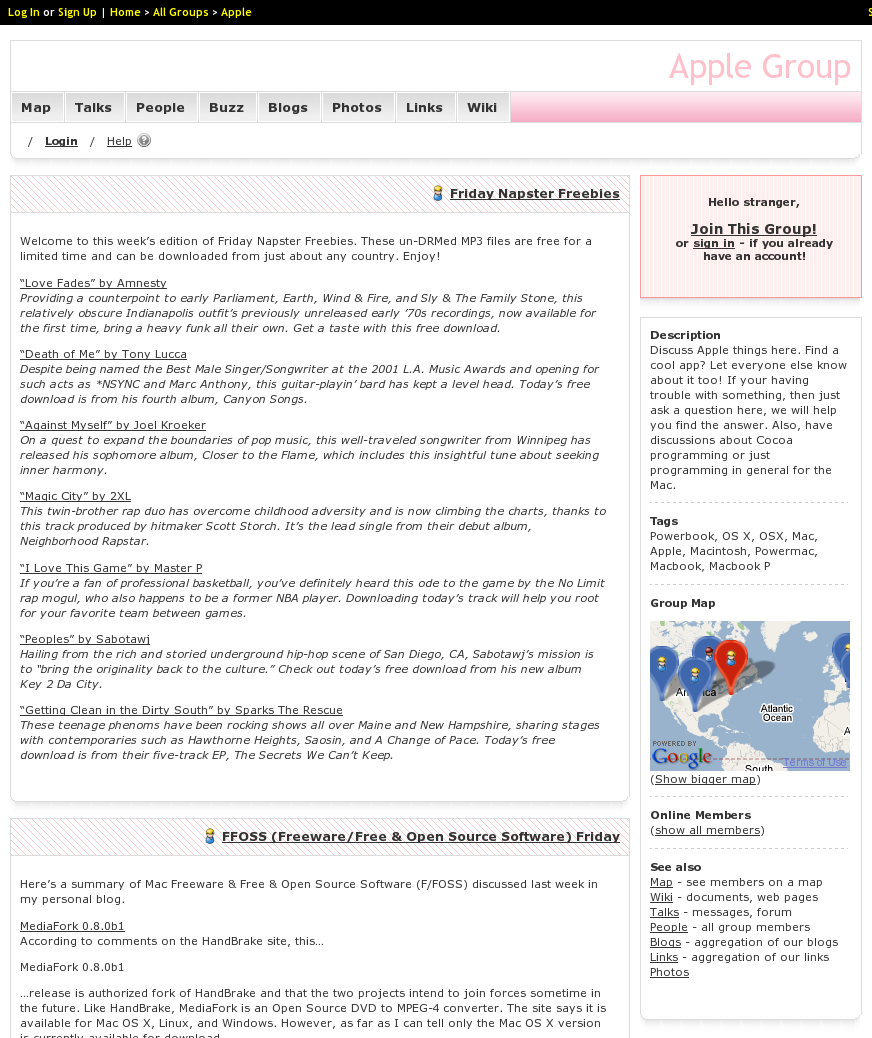 Log In or Sign Up | Home > All Groups > Apple
Apple Group
Map Talks People Buzz Blogs Photos Links Wiki
/ Login / Help ?
Friday Napster Freebies
Welcome to this week’s edition of Friday Napster Freebies. These un-DRMed MP3 files are free for a
limited time and can be downloaded from just about any country. Enjoy!
“Love Fades” by Amnesty
Providing a counterpoint to early Parliament, Earth, Wind & Fire, and Sly & The Family Stone, this
relatively obscure Indianapolis outfit’s previously unreleased early ’70s recordings, now available for
the first time, bring a heavy funk all their own. Get a taste with this free download.
“Death of Me” by Tony Lucca
Despite being named the Best Male Singer/Songwriter at the 2001 L.A. Music Awards and opening for
such acts as *NSYNC and Marc Anthony, this guitar-playin’ bard has kept a level head. Today’s free
download is from his fourth album, Canyon Songs.
“Against Myself” by Joel Kroeker
On a quest to expand the boundaries of pop music, this well-traveled songwriter from Winnipeg has
released his sophomore album, Closer to the Flame, which includes this insightful tune about seeking
inner harmony.
“Magic City” by 2XL
This twin-brother rap duo has overcome childhood adversity and is now climbing the charts, thanks to
this track produced by hitmaker Scott Storch. It’s the lead single from their debut album,
Neighborhood Rapstar.
“I Love This Game” by Master P
If you’re a fan of professional basketball, you’ve definitely heard this ode to the game by the No Limit
rap mogul, who also happens to be a former NBA player. Downloading today’s track will help you root
for your favorite team between games.
“Peoples” by Sabotawj
Hailing from the rich and storied underground hip-hop scene of San Diego, CA, Sabotawj’s mission is
to “bring the originality back to the culture.” Check out today’s free download from his new album
Key 2 Da City.
“Getting Clean in the Dirty South” by Sparks The Rescue
These teenage phenoms have been rocking shows all over Maine and New Hampshire, sharing stages
with contemporaries such as Hawthorne Heights, Saosin, and A Change of Pace. Today’s free
download is from their five-track EP, The Secrets We Can’t Keep.
FFOSS (Freeware/Free & Open Source Software) Friday
Here’s a summary of Mac Freeware & Free & Open Source Software (F/FOSS) discussed last week in
my personal blog.
MediaFork 0.8.0b1
According to comments on the HandBrake site, this…
MediaFork 0.8.0b1
…release is authorized fork of HandBrake and that the two projects intend to join forces sometime in
the future. Like HandBrake, MediaFork is an Open Source DVD to MPEG-4 converter. The site says it is
available for Mac OS X, Linux, and Windows. However, as far as I can tell only the Mac OS X version
is currently available for download.
Hello stranger,
Join This Group!
or sign in - if you already
have an account!
Description
Discuss Apple things here. Find a
cool app? Let everyone else know
about it too! If your having
trouble with something, then just
ask a question here, we will help
you find the answer. Also, have
discussions about Cocoa
programming or just
programming in general for the
Mac.
Tags
Powerbook, OS X, OSX, Mac,
Apple, Macintosh, Powermac,
Macbook, Macbook P
Group Map
Atlantic
Ocean
POWERED BY
Google
South
Terms of Use
(Show bigger map)
Online Members
(show all members)
See also
Map - see members on a map
Wiki - documents, web pages
Talks - messages, forum
People - all group members
Blogs - aggregation of our blogs
Links - aggregation of our links
Photos